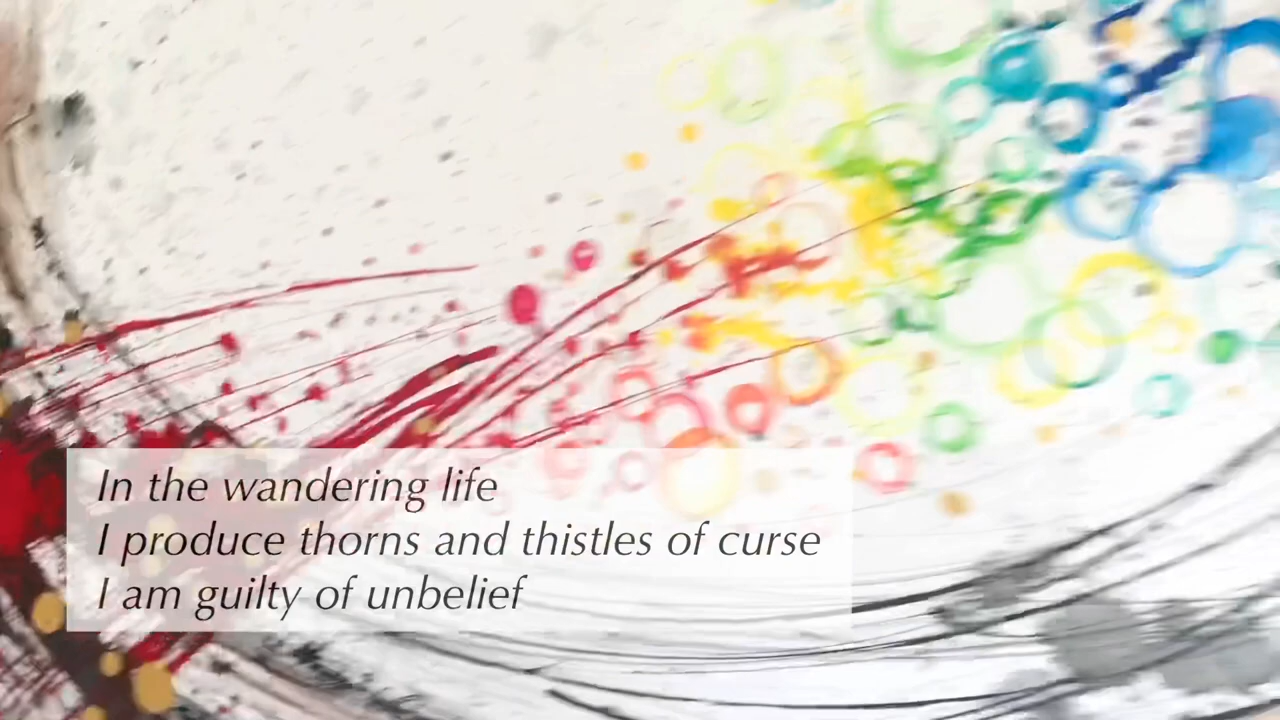 In the wandering life
I produce thorns and thistles of curse
I am guilty of unbelief